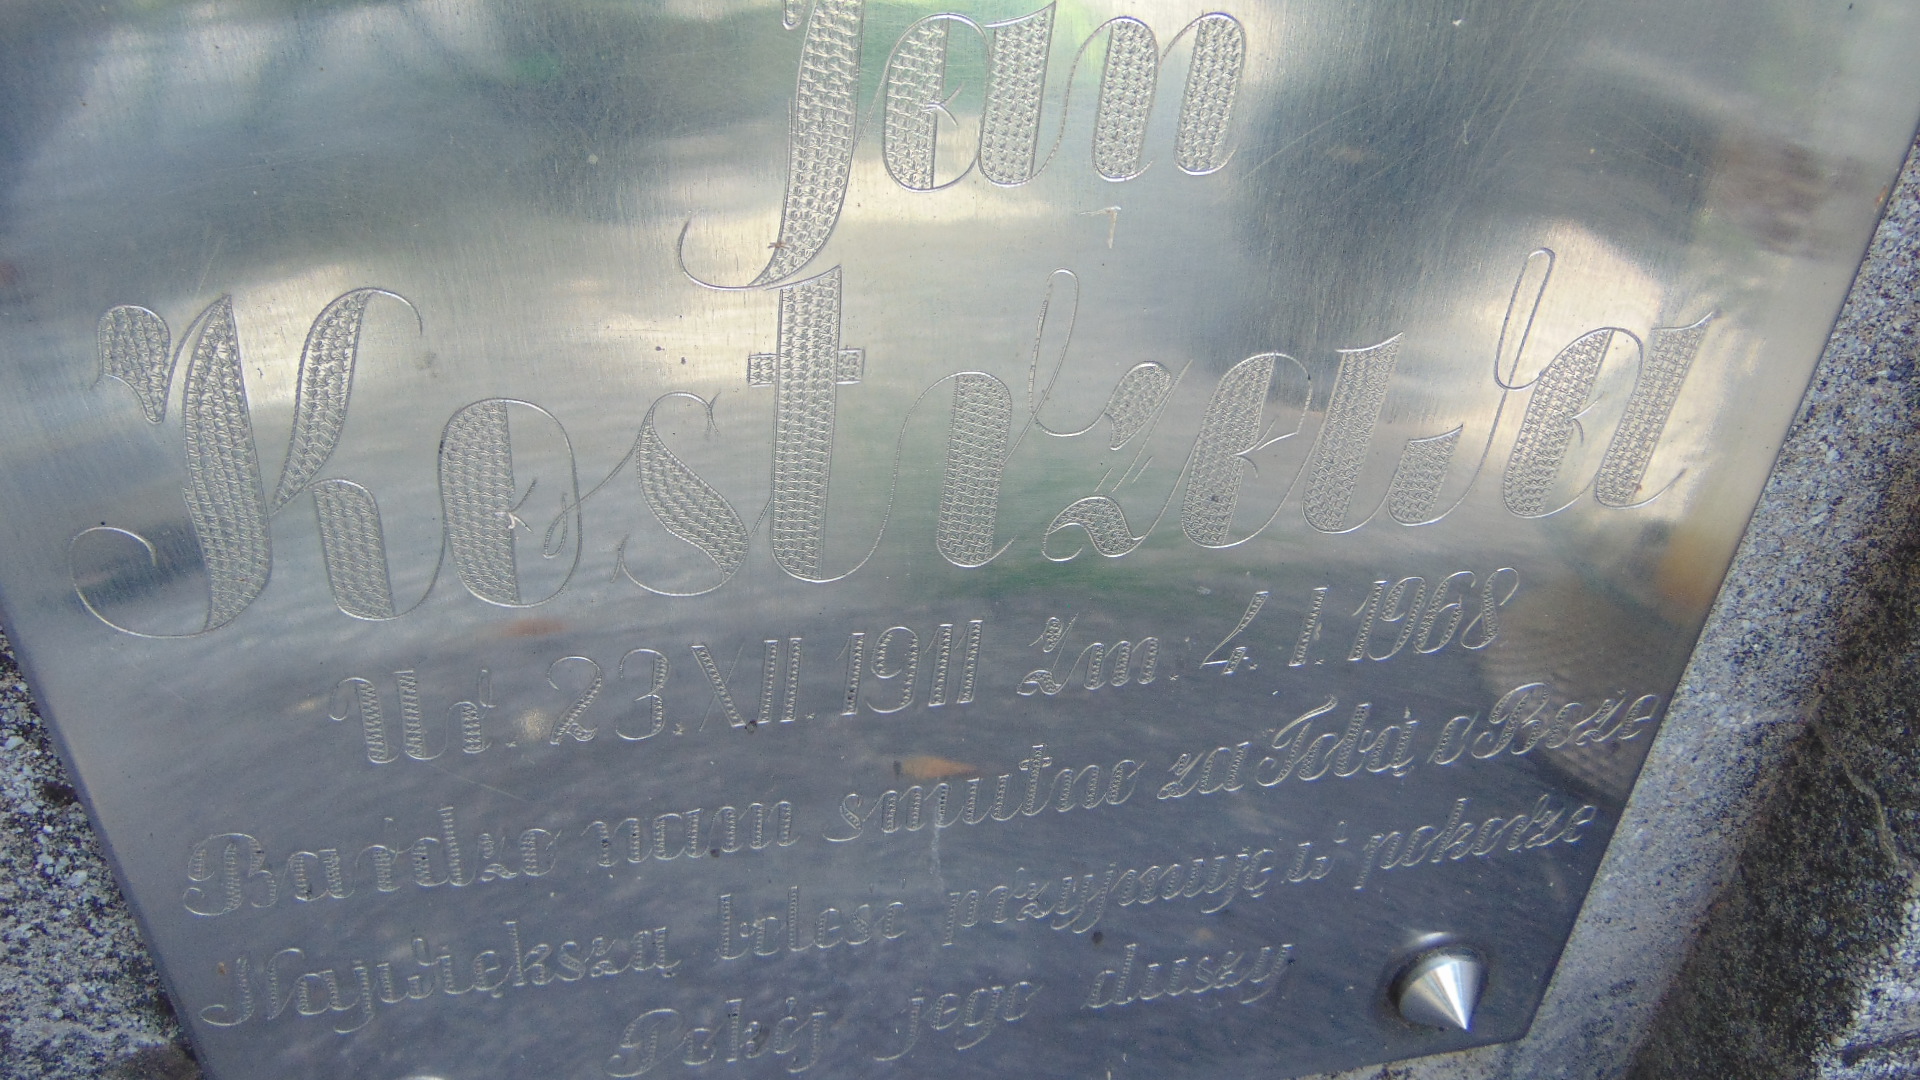 Jan
Kostrzewa
Ur. 23.XII.1911 Zm. 4.I.1968
Bardzo nam smutno za Tobą o Boże
Największą boleść przyjmuję w pokorze
Pokój jego duszy